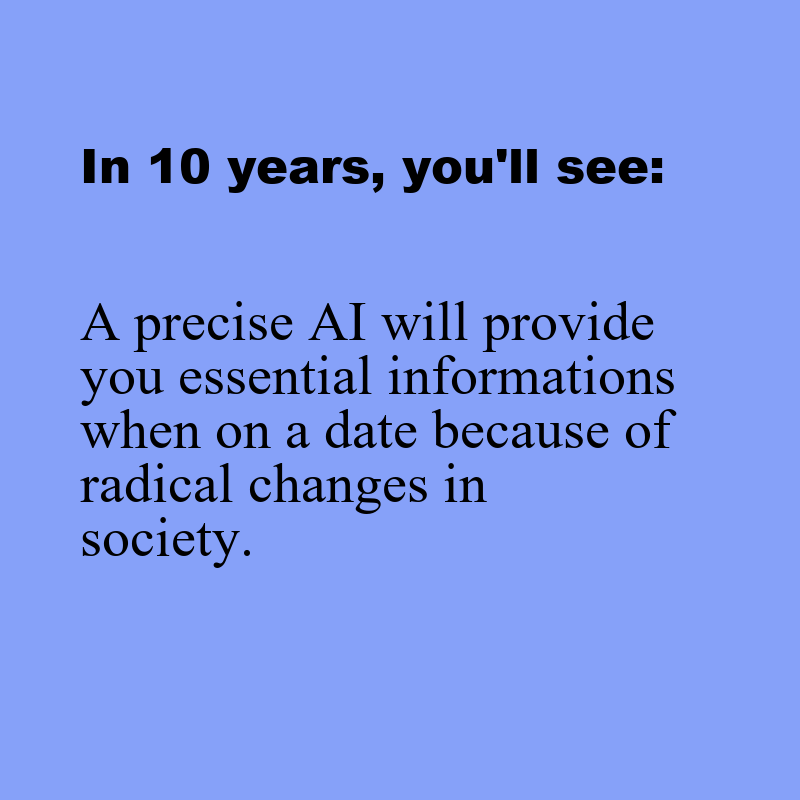 In 10 years, you'll see:
A precise AI will provide
you essential informations
when on a date because of
radical changes in
society.